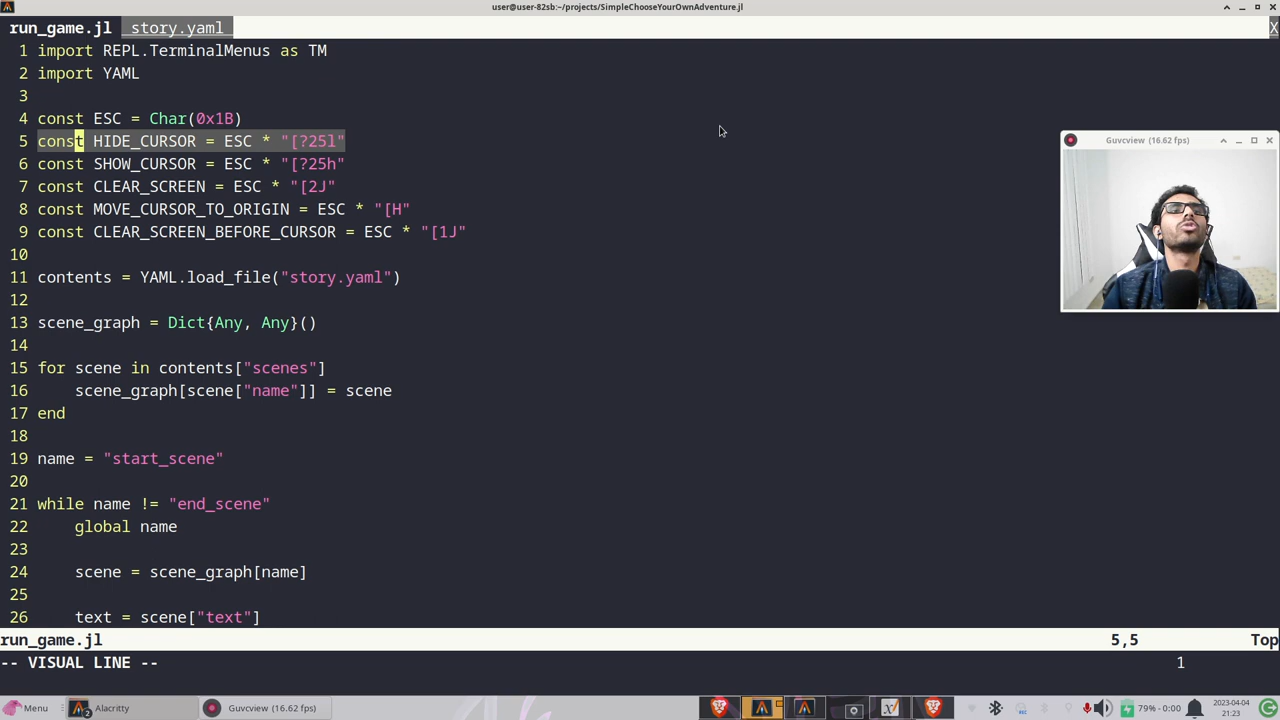 user@user-82sb:~/projects/SimpleChooseYourOwnAdventure.jl
run_game.jl story.yaml X
1 import REPL.TerminalMenus as TM
2 import YAML
3
4 const ESC = Char(0x1B)
5 const HIDE_CURSOR = ESC * "[?25l"
6 const SHOW_CURSOR = ESC * "[?25h"
7 const CLEAR_SCREEN = ESC * "[2J"
8 const MOVE_CURSOR_TO_ORIGIN = ESC * "[H"
9 const CLEAR_SCREEN_BEFORE_CURSOR = ESC * "[1J"
10
11 contents = YAML.load_file("story.yaml")
12
13 scene_graph = Dict{Any, Any}()
14
15 for scene in contents["scenes"]
16     scene_graph[scene["name"]] = scene
17 end
18
19 name = "start_scene"
20
21 while name != "end_scene"
22     global name
23
24     scene = scene_graph[name]
25
26     text = scene["text"]
run_game.jl 5,5 Top
-- VISUAL LINE -- 1
Guvcview (16.62 fps)
Menu Alacritty Guvcview (16.62 fps) 79% - 0:00 2023-04-04
21:23